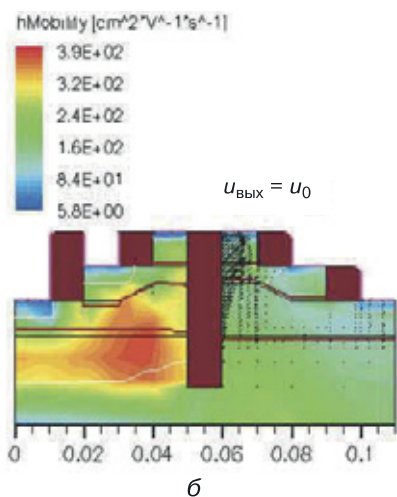 hMobility [cm^2*V^-1*s^-1]
3.9E+02
3.2E+02
2.4E+02
1.6E+02
8.4E+01
5.8E+00
uвых = u0
0 0.02 0.04 0.06 0.08 0.1
б